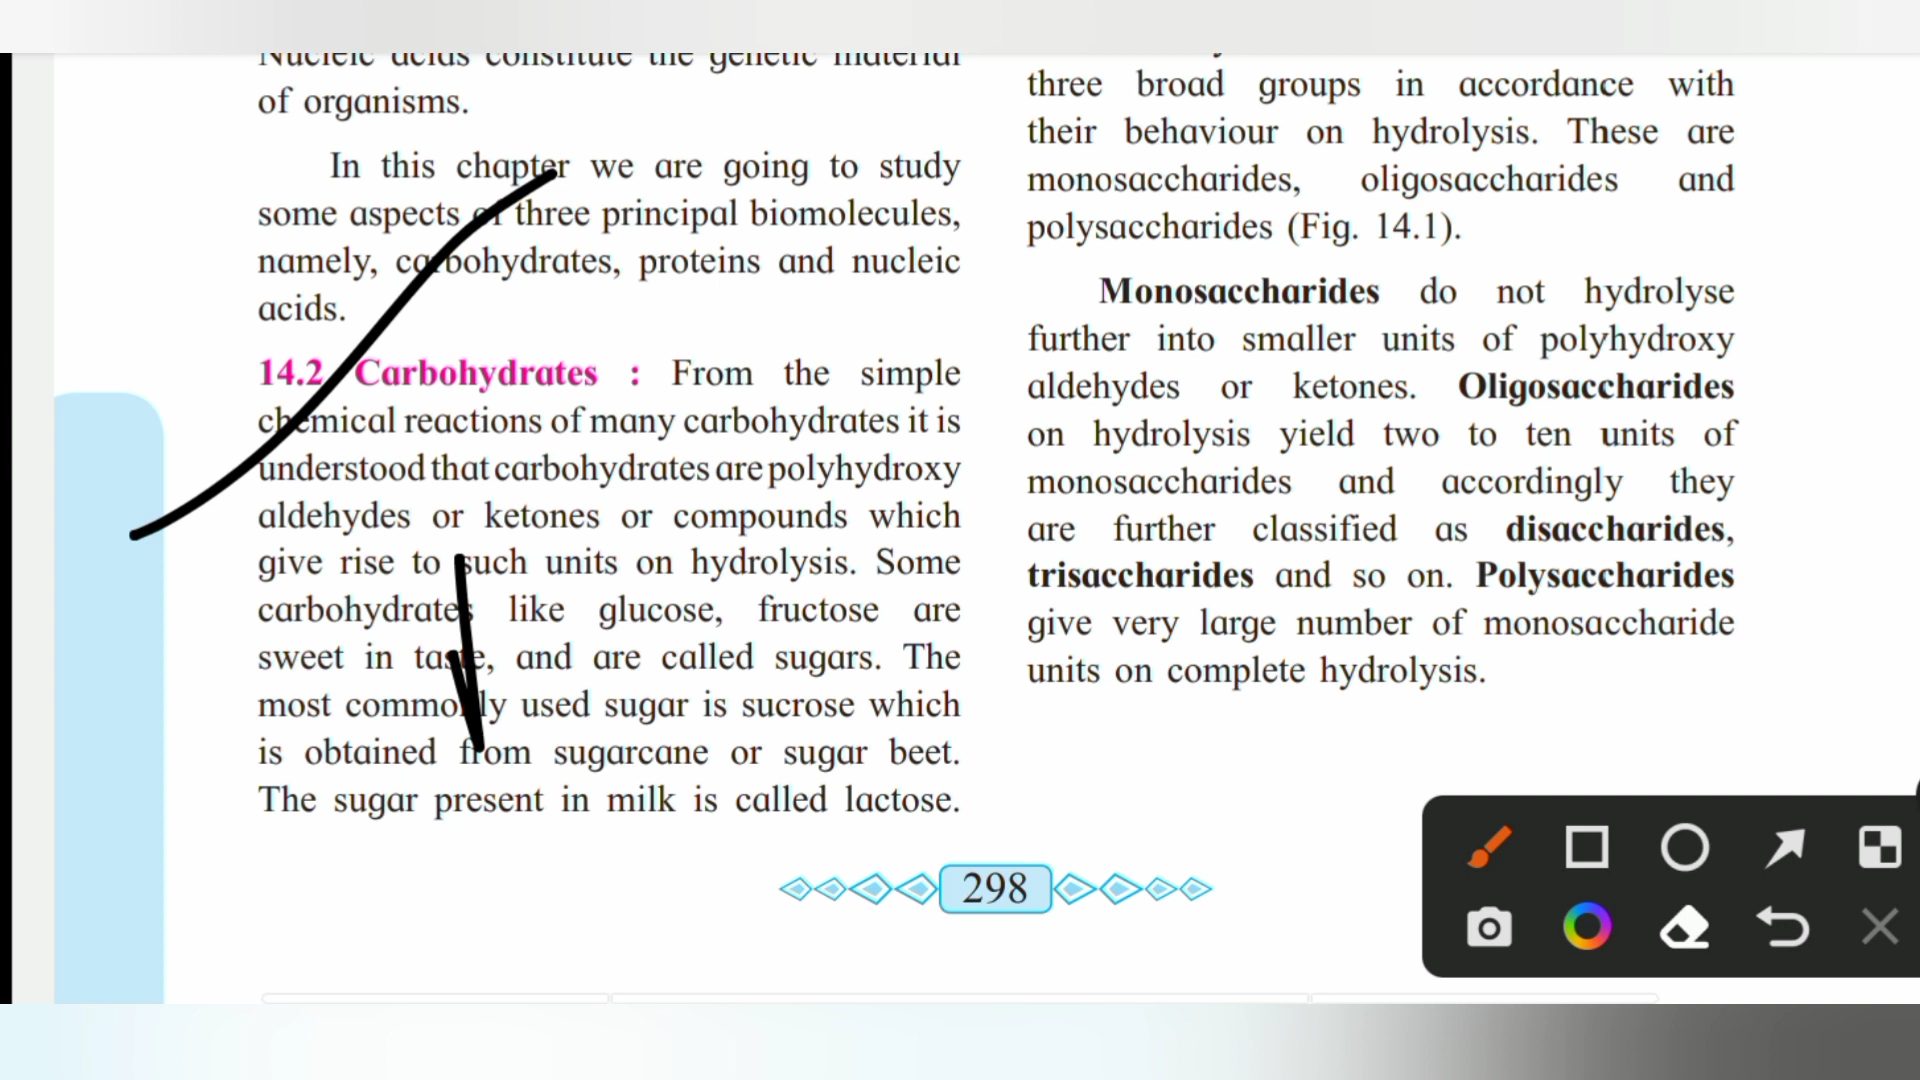 Nucleic acids constitute the genetic material
of organisms.
In this chapter we are going to study
some aspects of three principal biomolecules,
namely, carbohydrates, proteins and nucleic
acids.
14.2 Carbohydrates : From the simple
chemical reactions of many carbohydrates it is
understood that carbohydrates are polyhydroxy
aldehydes or ketones or compounds which
give rise to such units on hydrolysis. Some
carbohydrates like glucose, fructose are
sweet in taste, and are called sugars. The
most commonly used sugar is sucrose which
is obtained from sugarcane or sugar beet.
The sugar present in milk is called lactose.
three broad groups in accordance with
their behaviour on hydrolysis. These are
monosaccharides, oligosaccharides and
polysaccharides (Fig. 14.1).
Monosaccharides do not hydrolyse
further into smaller units of polyhydroxy
aldehydes or ketones. Oligosaccharides
on hydrolysis yield two to ten units of
monosaccharides and accordingly they
are further classified as disaccharides,
trisaccharides and so on. Polysaccharides
give very large number of monosaccharide
units on complete hydrolysis.
298